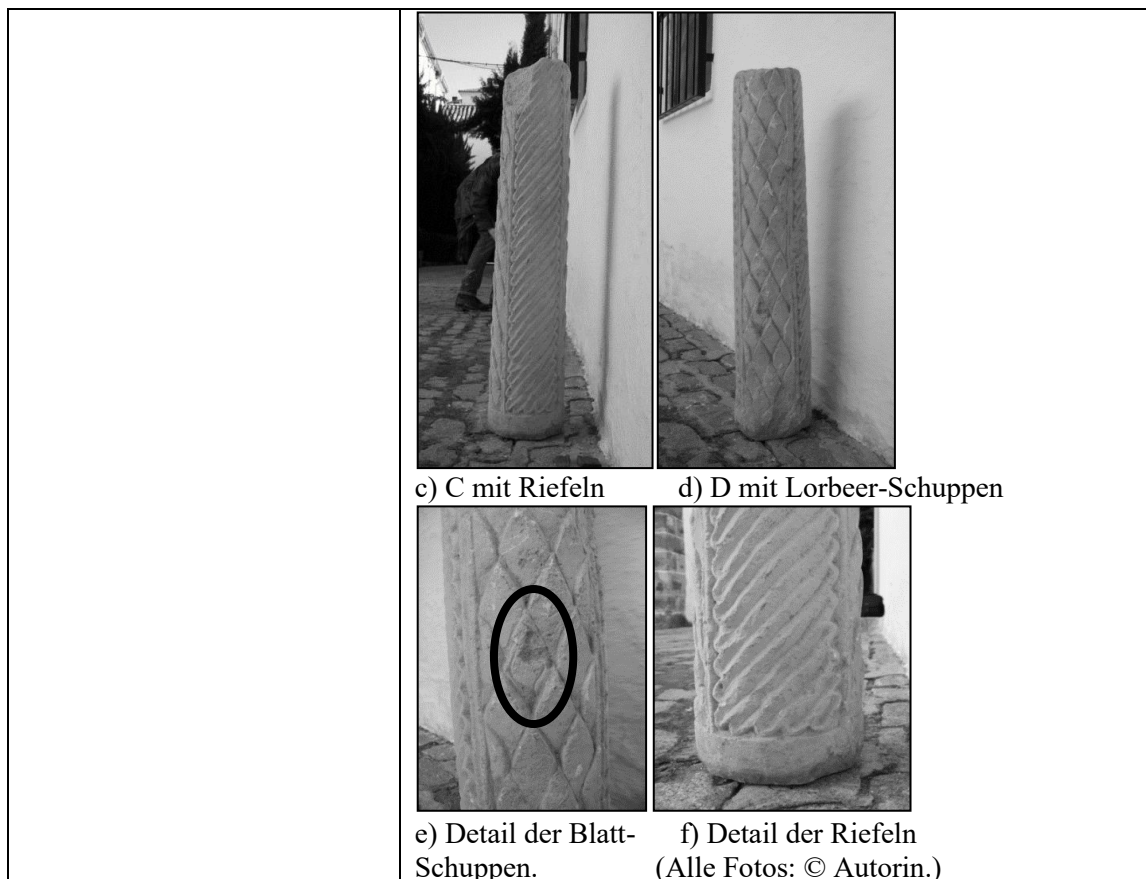 c) C mit Riefeln
d) D mit Lorbeer-Schuppen
e) Detail der Blatt-
Schuppen.
f) Detail der Riefeln
(Alle Fotos: © Autorin.)